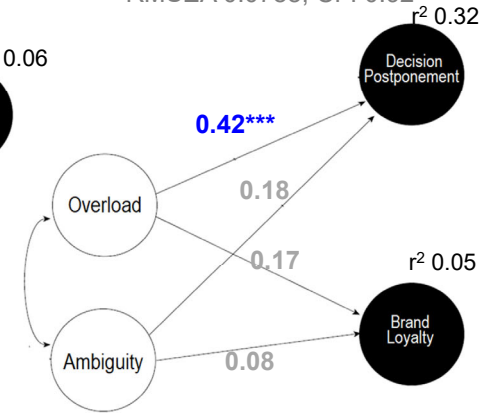 r² 0.32
0.06
Decision
Postponement
0.42***
0.18
Overload
0.17
r² 0.05
Brand
Loyalty
Ambiguity
0.08